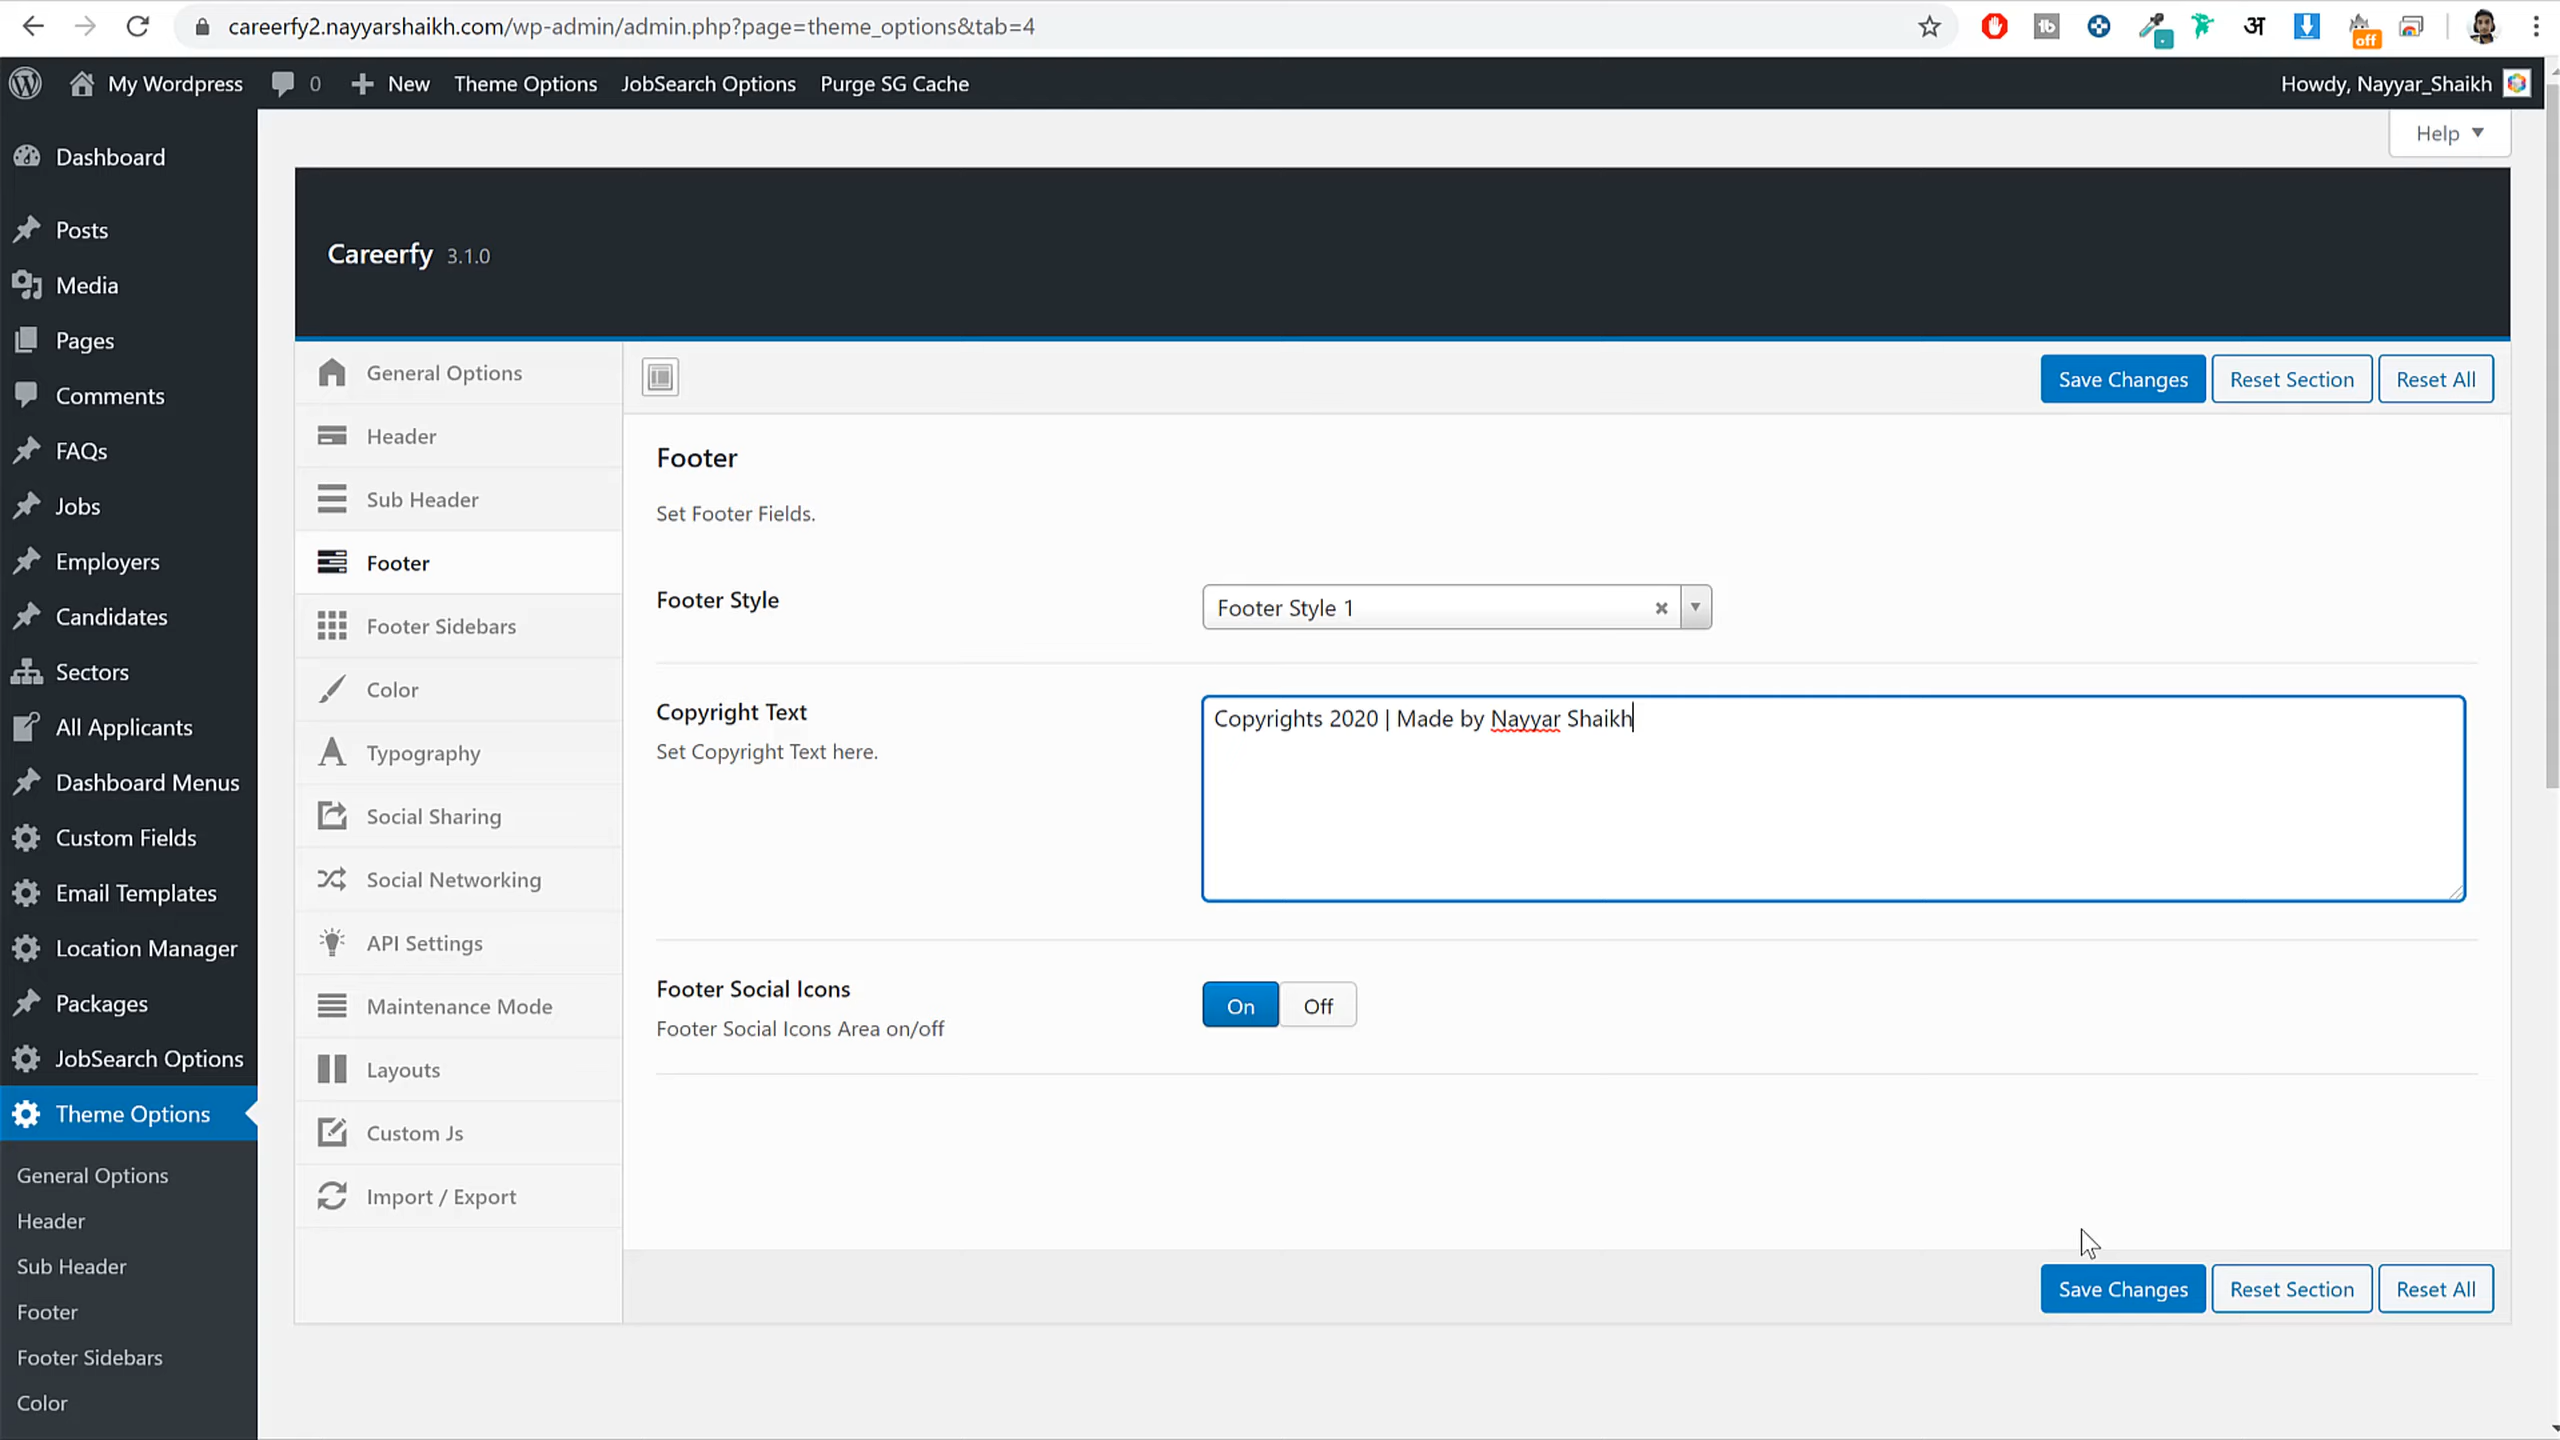 careerfy2.nayyarshaikh.com/wp-admin/admin.php?page=theme_options&tab=4
tb
अ
off
My Wordpress
0
New
Theme Options
JobSearch Options
Purge SG Cache
Howdy, Nayyar_Shaikh
Help
Dashboard
Posts
Media
Pages
Comments
FAQs
Jobs
Employers
Candidates
Sectors
All Applicants
Dashboard Menus
Custom Fields
Email Templates
Location Manager
Packages
JobSearch Options
Theme Options
General Options
Header
Sub Header
Footer
Footer Sidebars
Color
Careerfy 3.1.0
General Options
Header
Sub Header
Footer
Footer Sidebars
Color
Typography
Social Sharing
Social Networking
API Settings
Maintenance Mode
Layouts
Custom Js
Import / Export
Save Changes
Reset Section
Reset All
Footer
Set Footer Fields.
Footer Style
Footer Style 1
Copyright Text
Set Copyright Text here.
Copyrights 2020 | Made by Nayyar Shaikh
Footer Social Icons
Footer Social Icons Area on/off
On
Off
Save Changes
Reset Section
Reset All